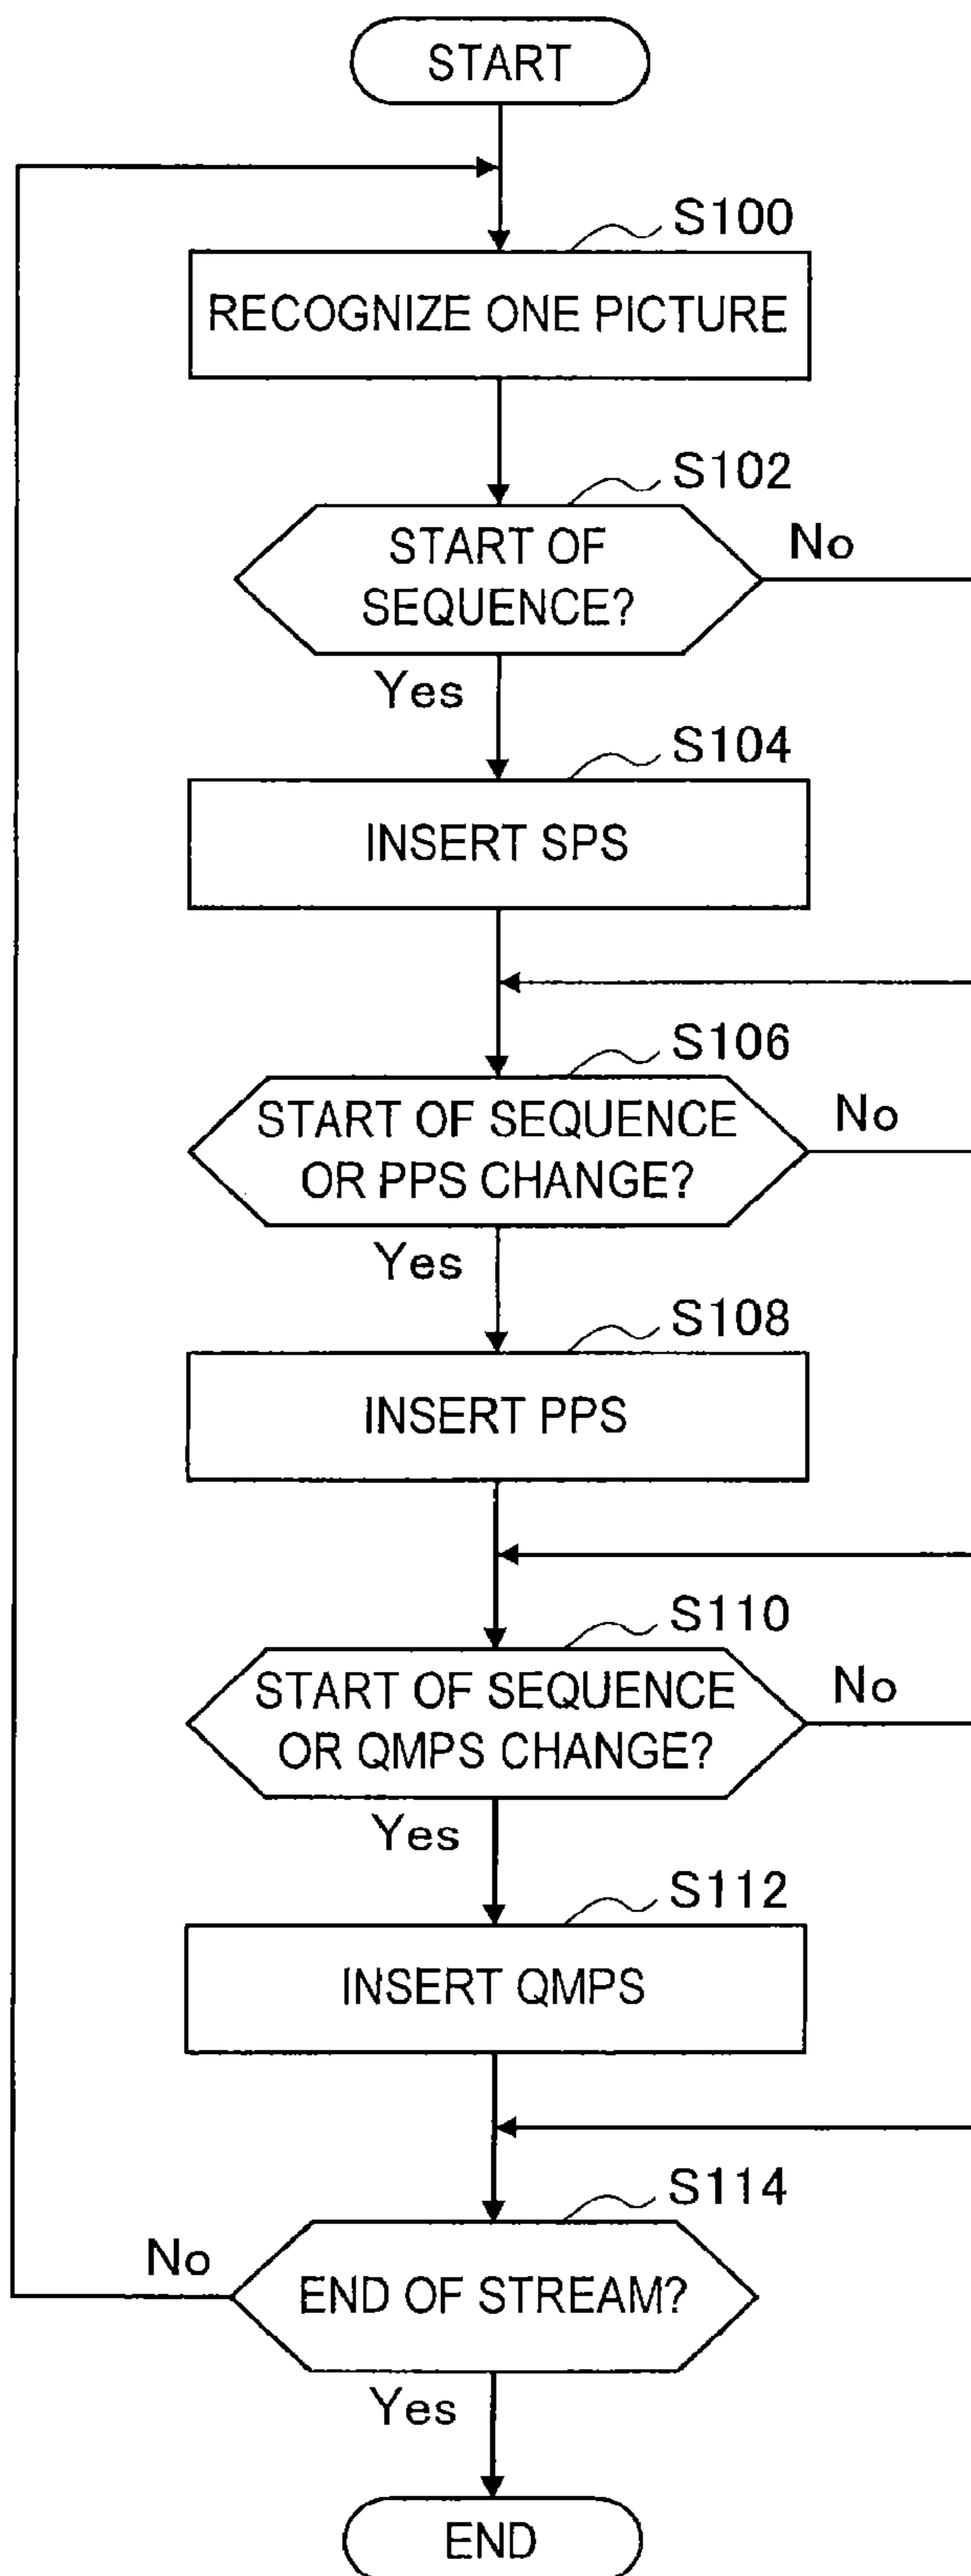 START
S100
RECOGNIZE ONE PICTURE
S102
START OF
SEQUENCE?
No
Yes
S104
INSERT SPS
S106
START OF SEQUENCE
OR PPS CHANGE?
No
Yes
S108
INSERT PPS
S110
START OF SEQUENCE
OR QMPS CHANGE?
No
Yes
S112
INSERT QMPS
S114
No
END OF STREAM?
Yes
END